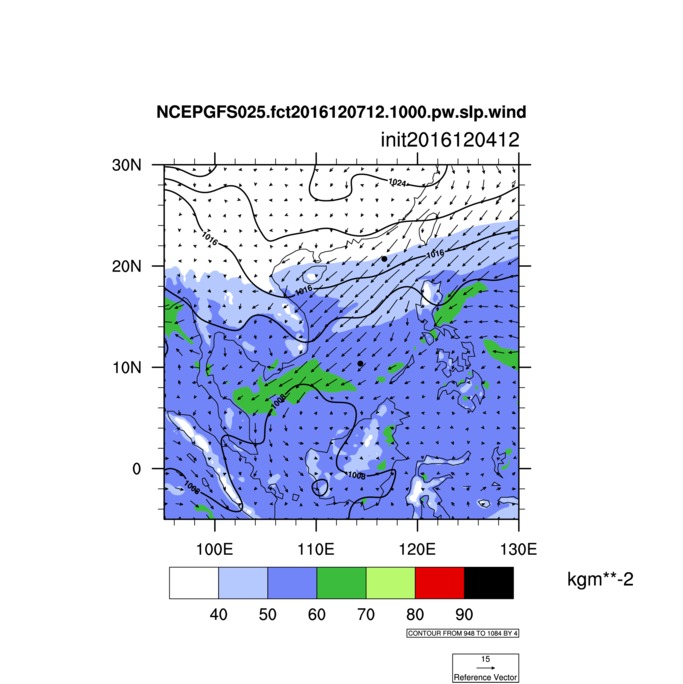 NCEPGFS025.fct2016120712.1000.pw.slp.wind
init2016120412
30N
20N
10N
0
100E 110E 120E 130E
1024
1016
1016
1016
1008
1008
1008
40 50 60 70 80 90
kgm**-2
CONTOUR FROM 948 TO 1084 BY 4
15
Reference Vector